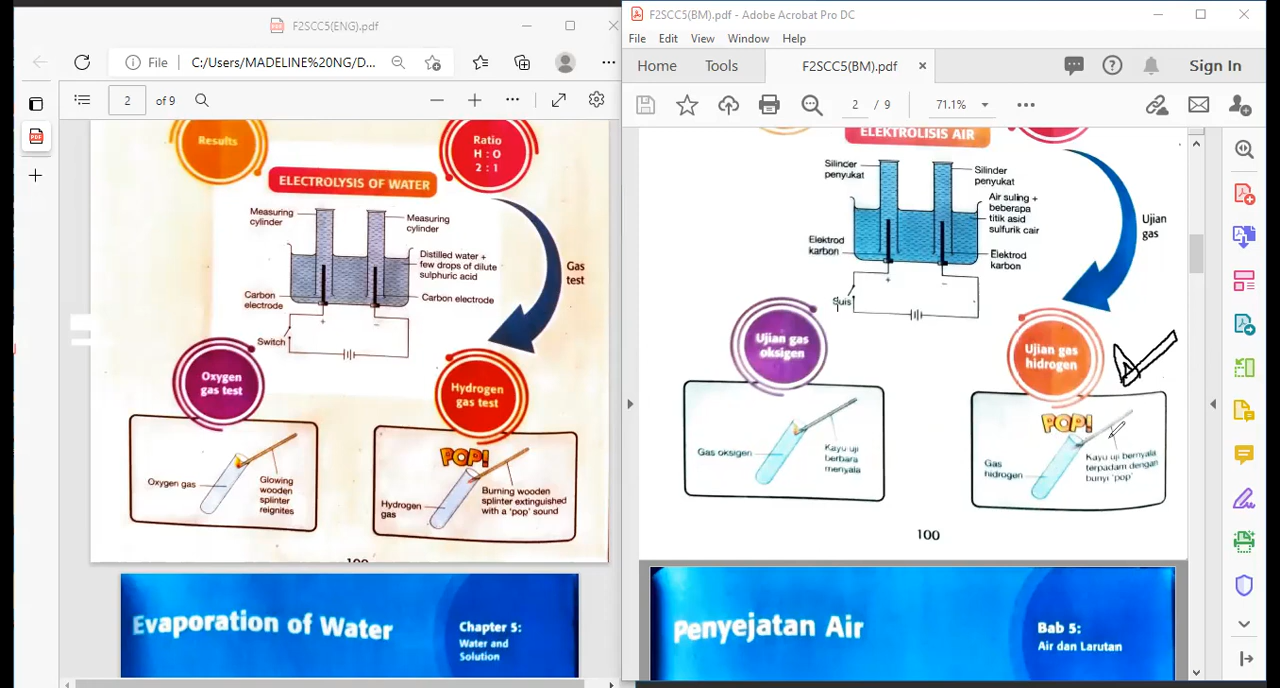 F2SCC5(ENG).pdf
File
C:/Users/MADELINE%20NG/D...
2
of 9
Results
Ratio
H : O
2 : 1
ELECTROLYSIS OF WATER
Measuring
cylinder
Measuring
cylinder
Distilled water +
few drops of dilute
sulphuric acid
Carbon
electrode
Carbon electrode
+
−
Switch
Gas
test
Oxygen
gas test
Hydrogen
gas test
Oxygen gas
Glowing
wooden
splinter
reignites
POP!
Hydrogen
gas
Burning wooden
splinter extinguished
with a 'pop' sound
100
Evaporation of Water
Chapter 5:
Water and
Solution
F2SCC5(BM).pdf - Adobe Acrobat Pro DC
File Edit View Window Help
Home
Tools
F2SCC5(BM).pdf
Sign In
2 / 9
71.1%
ELEKTROLISIS AIR
Silinder
penyukat
Silinder
penyukat
Air suling +
beberapa
titik asid
sulfurik cair
Elektrod
karbon
Elektrod
karbon
+
−
Suis
Ujian
gas
Ujian gas
oksigen
Ujian gas
hidrogen
Gas oksigen
Kayu uji
berbara
menyala
POP!
Gas
hidrogen
Kayu uji bernyala
terpadam dengan
bunyi 'pop'
100
Penyejatan Air
Bab 5:
Air dan Larutan